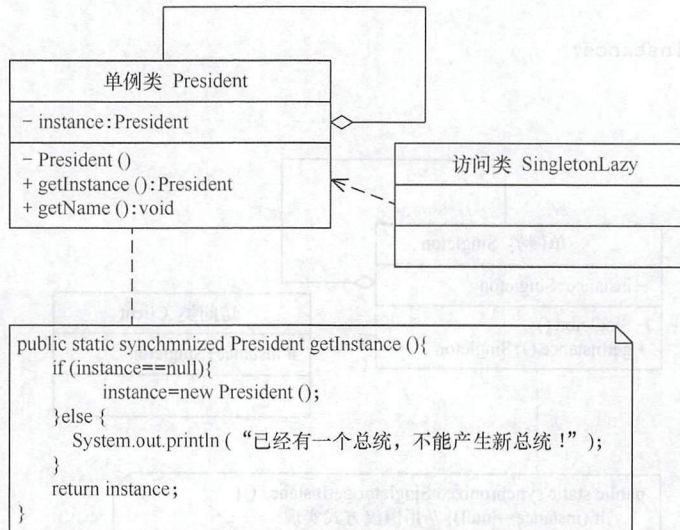 单例类 President
- instance:President
- President ()
+ getInstance ():President
+ getName ():void
访问类 SingletonLazy
public static synchmnized President getInstance (){
if (instance==null){
instance=new President ();
}else {
System.out.println (“已经有一个总统，不能产生新总统！”);
}
return instance;
}